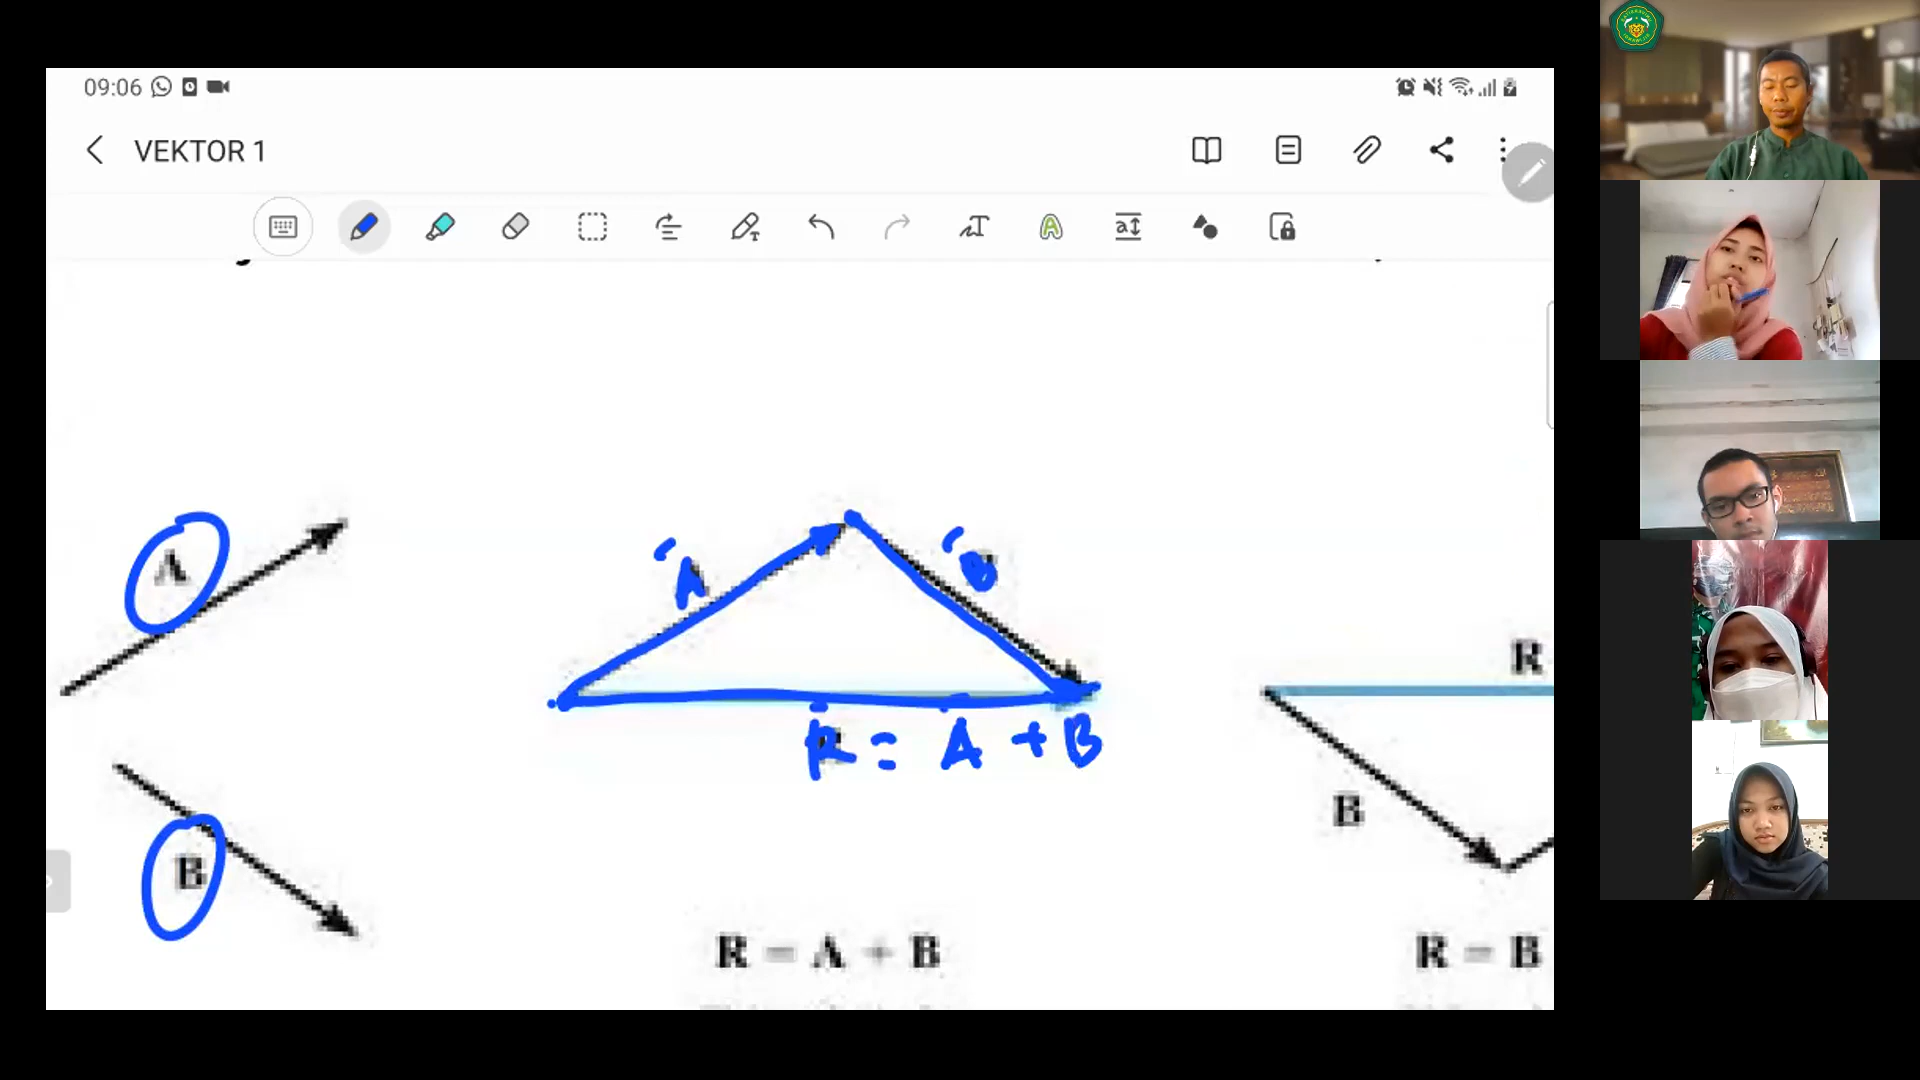 09:06
VEKTOR 1
A
A
B
R
R = A + B
B
B
R = A + B
R = B